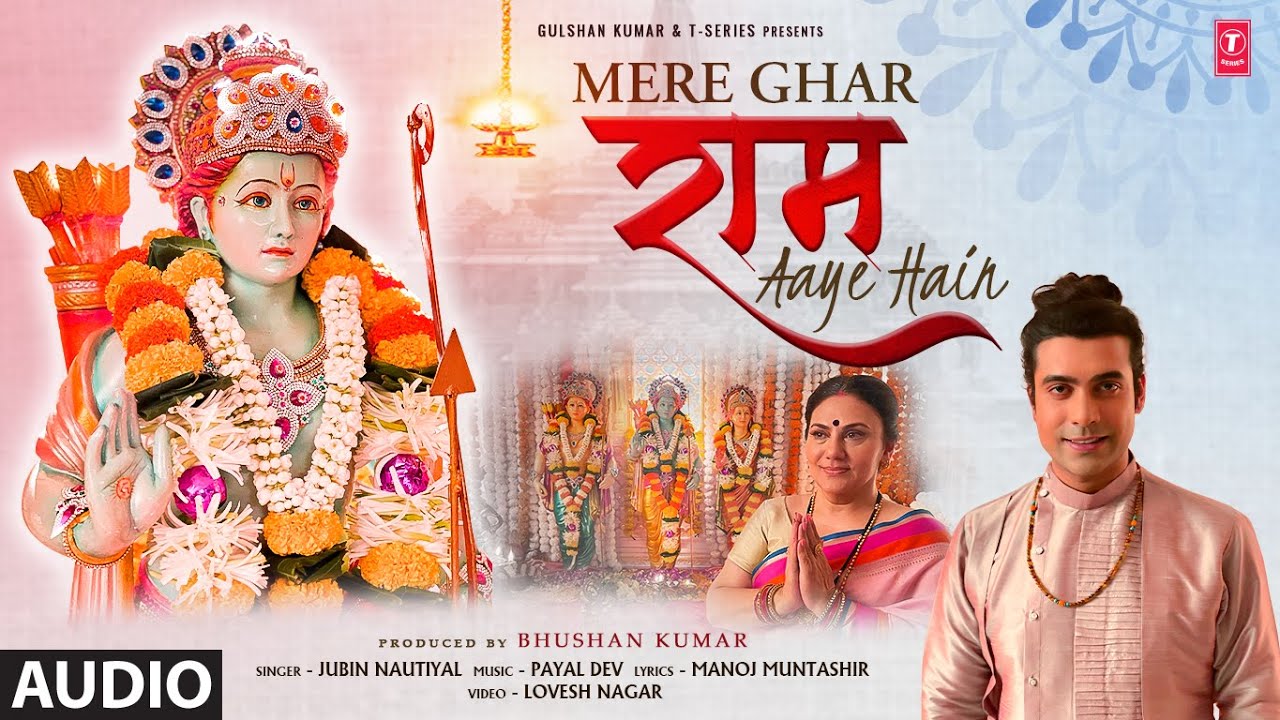 GULSHAN KUMAR & T-SERIES PRESENTS
T
SERIES
MERE GHAR
राम
Aaye Hain
PRODUCED BY BHUSHAN KUMAR
SINGER - JUBIN NAUTIYAL MUSIC - PAYAL DEV LYRICS - MANOJ MUNTASHIR
VIDEO - LOVESH NAGAR
AUDIO